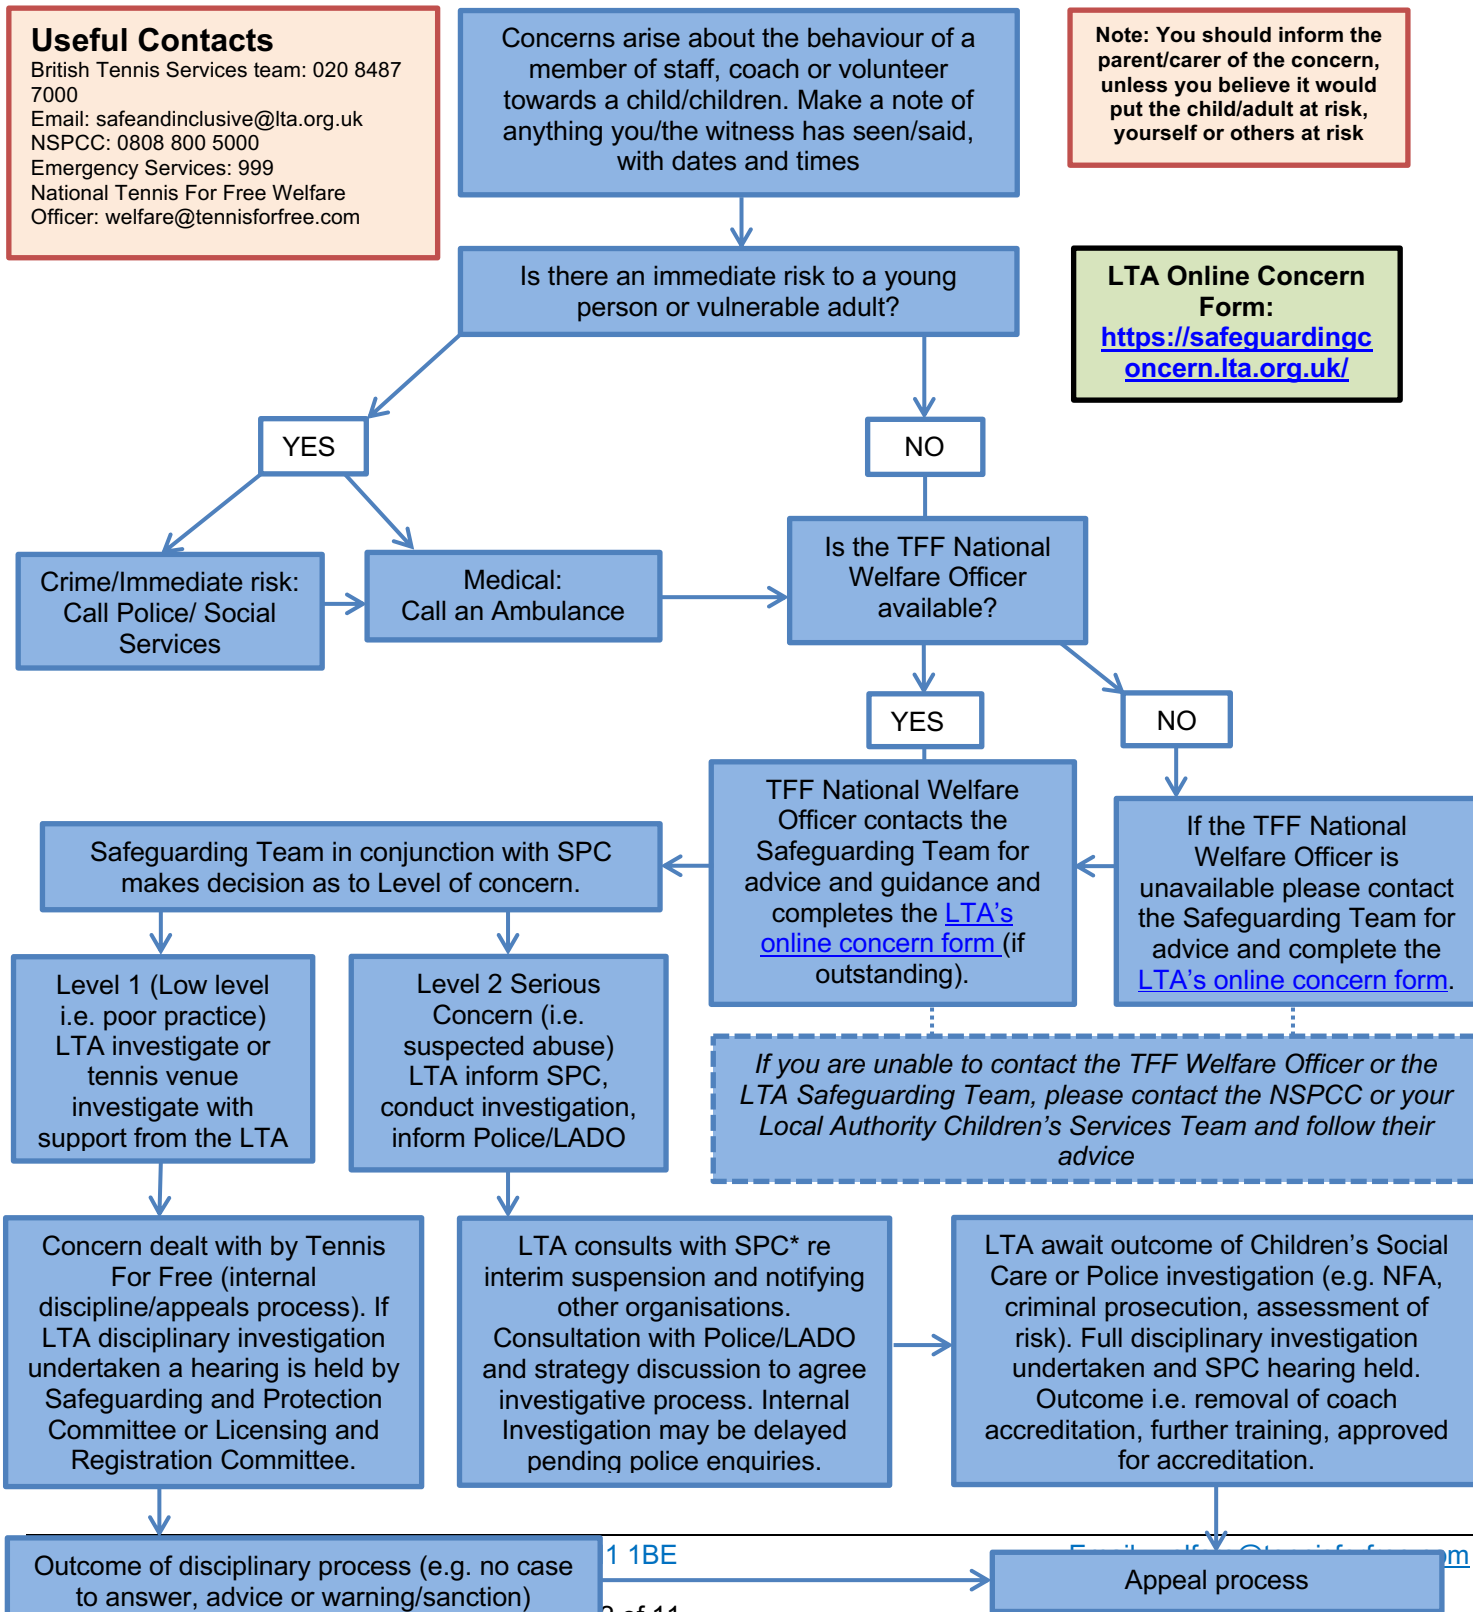 Useful Contacts
British Tennis Services team: 020 8487
7000
Email: safeandinclusive@lta.org.uk
NSPCC: 0808 800 5000
Emergency Services: 999
National Tennis For Free Welfare
Officer: welfare@tennisforfree.com
Concerns arise about the behaviour of a
member of staff, coach or volunteer
towards a child/children. Make a note of
anything you/the witness has seen/said,
with dates and times
Note: You should inform the
parent/carer of the concern,
unless you believe it would
put the child/adult at risk,
yourself or others at risk
Is there an immediate risk to a young
person or vulnerable adult?
LTA Online Concern
Form:
https://safeguardingc
oncern.lta.org.uk/
YES
NO
Crime/Immediate risk:
Call Police/ Social
Services
Medical:
Call an Ambulance
Is the TFF National
Welfare Officer
available?
YES
NO
TFF National Welfare
Officer contacts the
Safeguarding Team for
advice and guidance and
completes the LTA's
online concern form (if
outstanding).
If the TFF National
Welfare Officer is
unavailable please contact
the Safeguarding Team for
advice and complete the
LTA's online concern form.
Safeguarding Team in conjunction with SPC
makes decision as to Level of concern.
Level 1 (Low level
i.e. poor practice)
LTA investigate or
tennis venue
investigate with
support from the LTA
Level 2 Serious
Concern (i.e.
suspected abuse)
LTA inform SPC,
conduct investigation,
inform Police/LADO
If you are unable to contact the TFF Welfare Officer or the
LTA Safeguarding Team, please contact the NSPCC or your
Local Authority Children's Services Team and follow their
advice
Concern dealt with by Tennis
For Free (internal
discipline/appeals process). If
LTA disciplinary investigation
undertaken a hearing is held by
Safeguarding and Protection
Committee or Licensing and
Registration Committee.
LTA consults with SPC* re
interim suspension and notifying
other organisations.
Consultation with Police/LADO
and strategy discussion to agree
investigative process. Internal
Investigation may be delayed
pending police enquiries.
LTA await outcome of Children's Social
Care or Police investigation (e.g. NFA,
criminal prosecution, assessment of
risk). Full disciplinary investigation
undertaken and SPC hearing held.
Outcome i.e. removal of coach
accreditation, further training, approved
for accreditation.
Outcome of disciplinary process (e.g. no case
to answer, advice or warning/sanction)
1 1BE
Appeal process
of 11